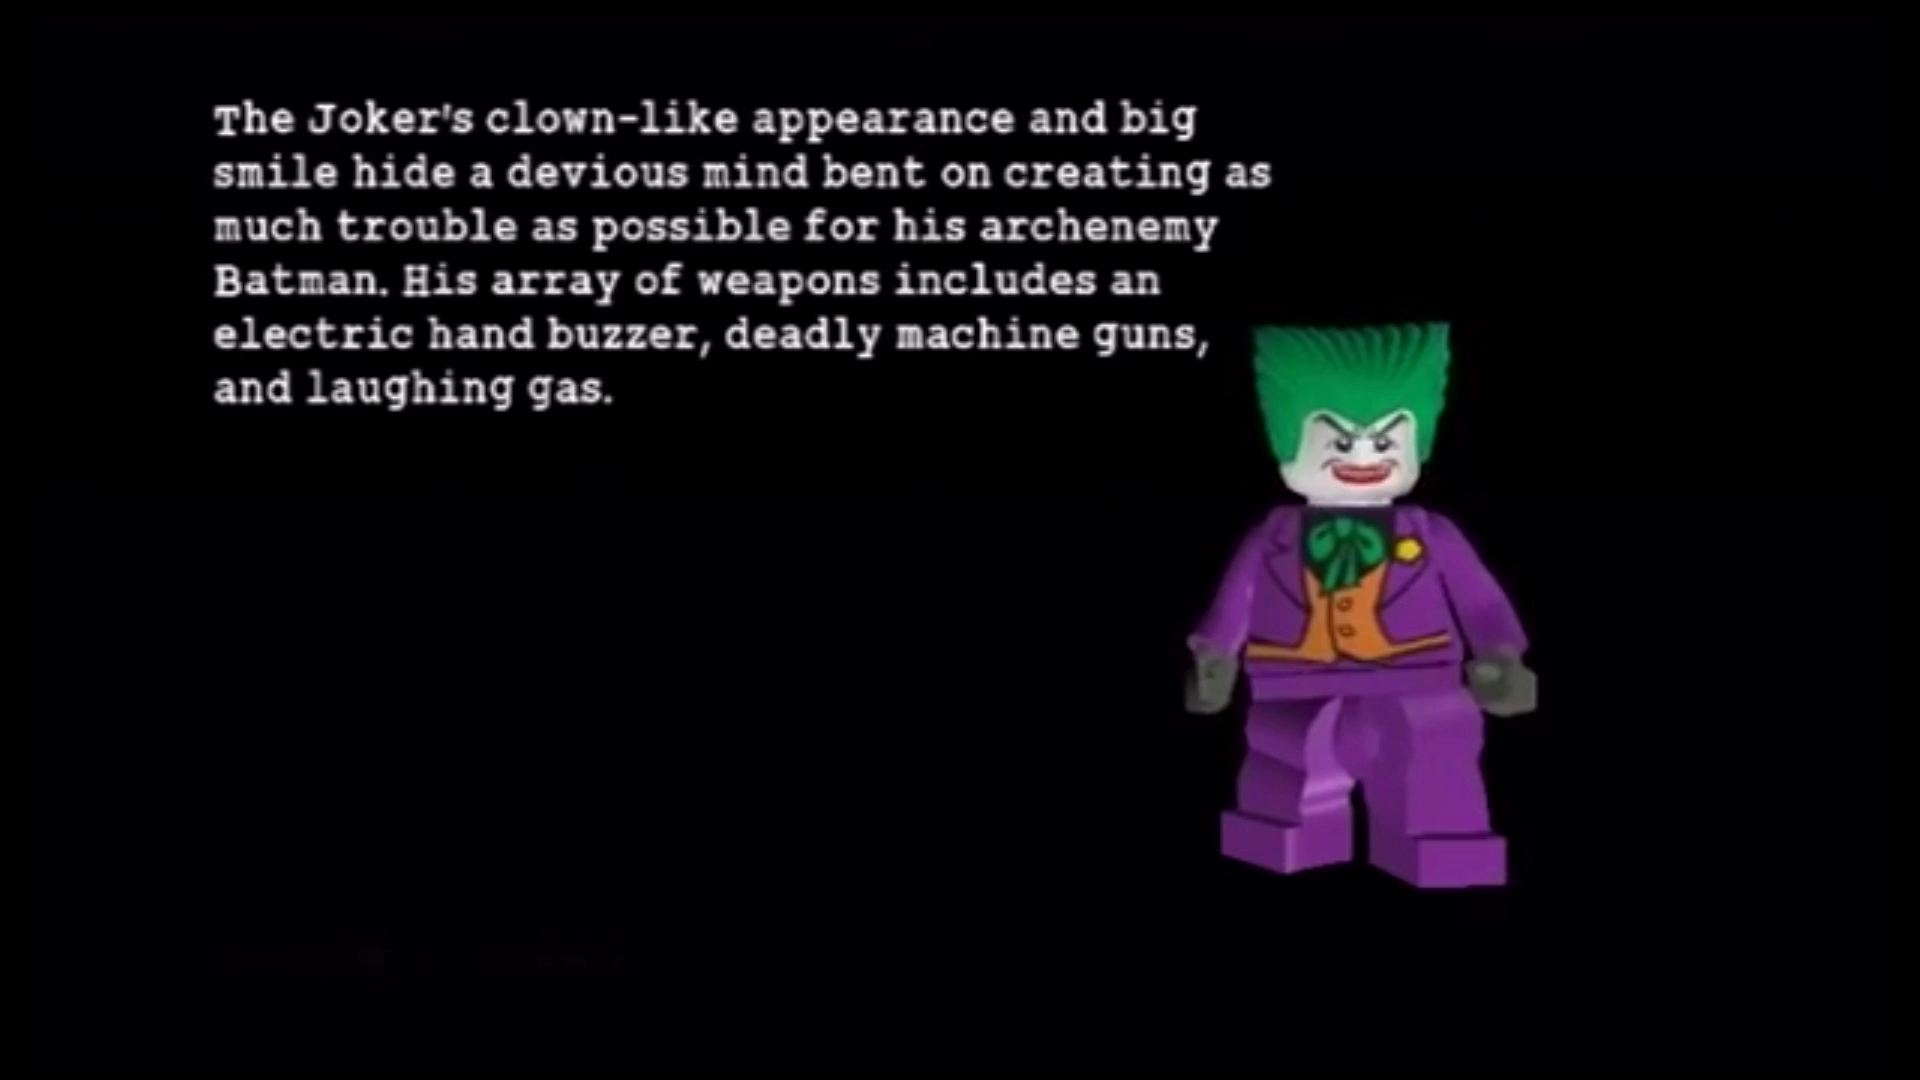 The Joker's clown-like appearance and big
smile hide a devious mind bent on creating as
much trouble as possible for his archenemy
Batman. His array of weapons includes an
electric hand buzzer, deadly machine guns,
and laughing gas.